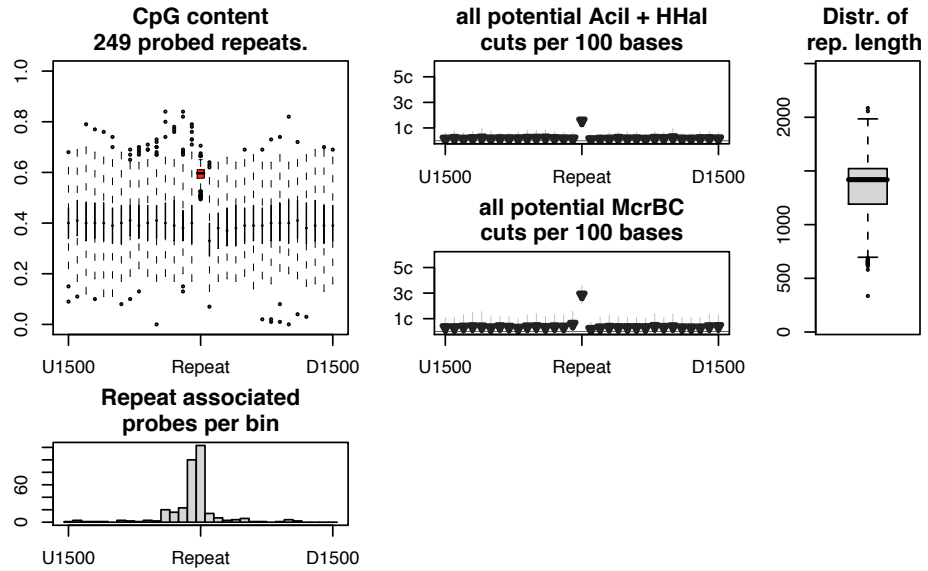 CpG content
249 probed repeats.
1.0
0.8
0.6
0.4
0.2
0.0
U1500
Repeat
D1500
all potential AciI + HHaI
cuts per 100 bases
5c
3c
1c
U1500
Repeat
D1500
all potential McrBC
cuts per 100 bases
5c
3c
1c
U1500
Repeat
D1500
Distr. of
rep. length
2000
1000
500
0
Repeat associated
probes per bin
60
0
U1500
Repeat
D1500